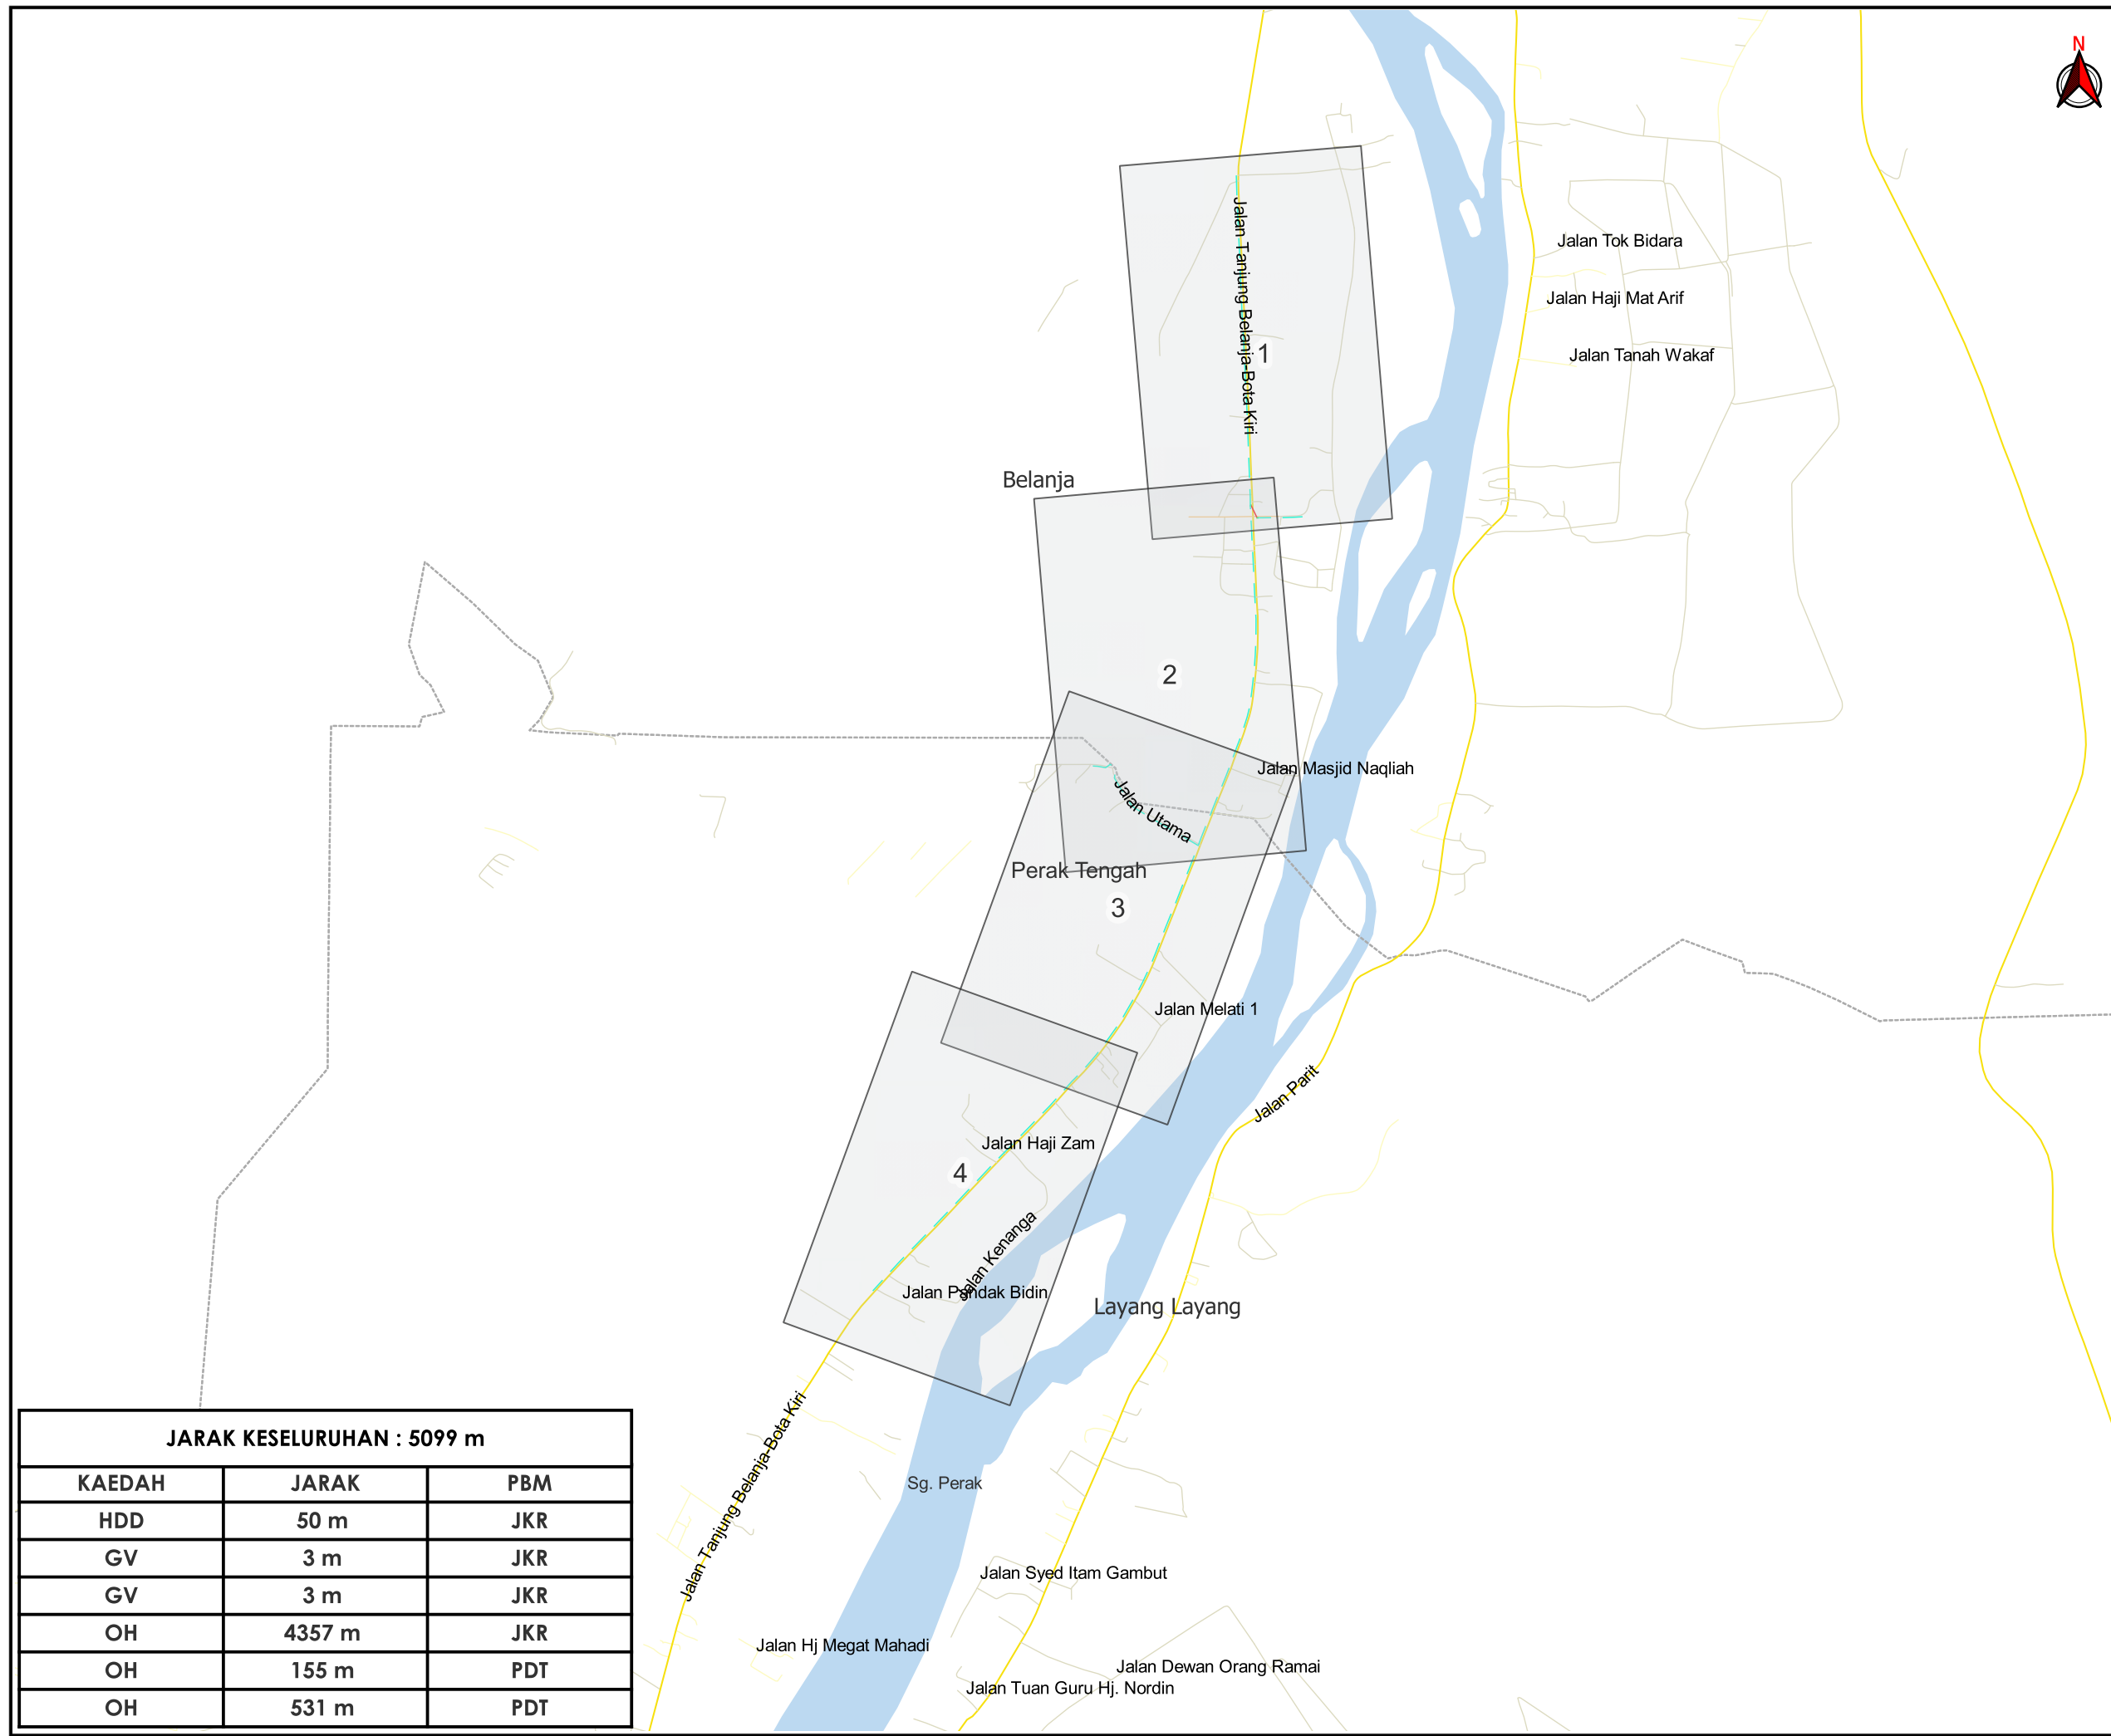 N
Jalan Tok Bidara
Jalan Tanjung Belanja-Bota Kiri
Jalan Haji Mat Arif
1
Jalan Tanah Wakaf
Belanja
2
Jalan Masjid Naqliah
Jalan Utama
Perak Tengah
3
Jalan Melati 1
Jalan Parit
Jalan Haji Zam
4
Jalan Kenanga
Jalan Pandak Bidin
Layang Layang
Jalan Tanjung Belanja-Bota Kiri
Sg. Perak
Jalan Syed Itam Gambut
Jalan Hj Megat Mahadi
Jalan Dewan Orang Ramai
Jalan Tuan Guru Hj. Nordin
JARAK KESELURUHAN : 5099 m
KAEDAH JARAK PBM
HDD 50 m JKR
GV 3 m JKR
GV 3 m JKR
OH 4357 m JKR
OH 155 m PDT
OH 531 m PDT